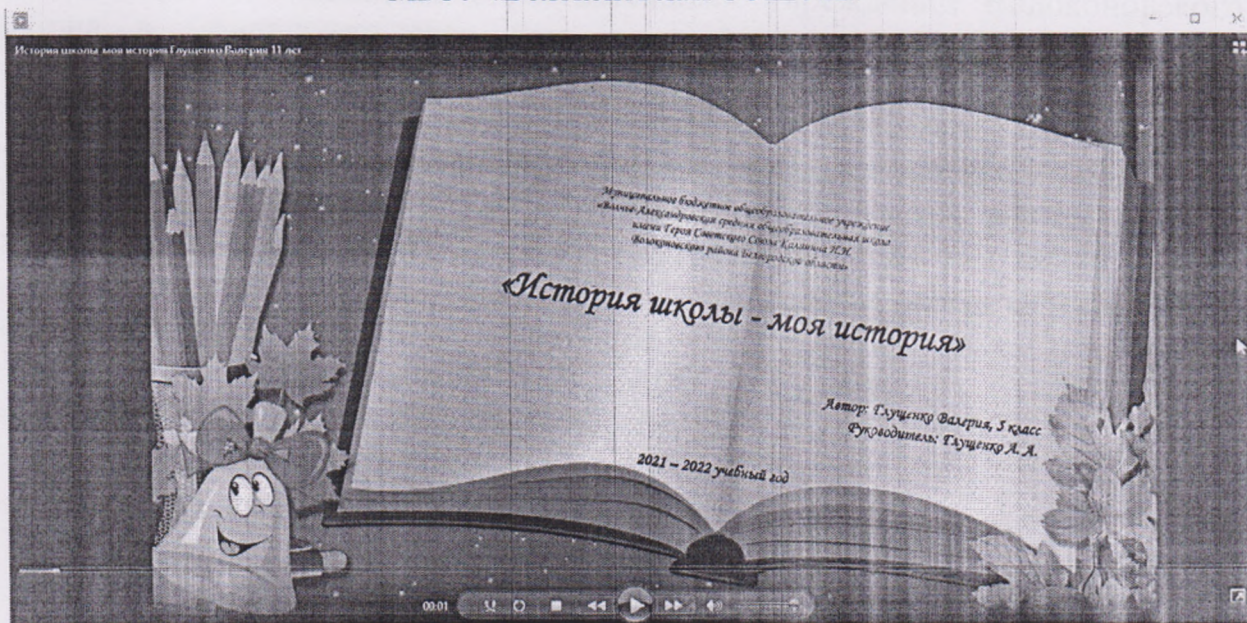 История школы моя история Глущенко Валерия 11 лет
Муниципальное бюджетное общеобразовательное учреждение
«Волчье-Александровская средняя общеобразовательная школа
имени Героя Советского Союза Калинина И.Н.
Волоконовского района Белгородской области»
«История школы - моя история»
Автор: Глущенко Валерия, 5 класс
Руководитель: Глущенко А. А.
2021 – 2022 учебный год
00:01